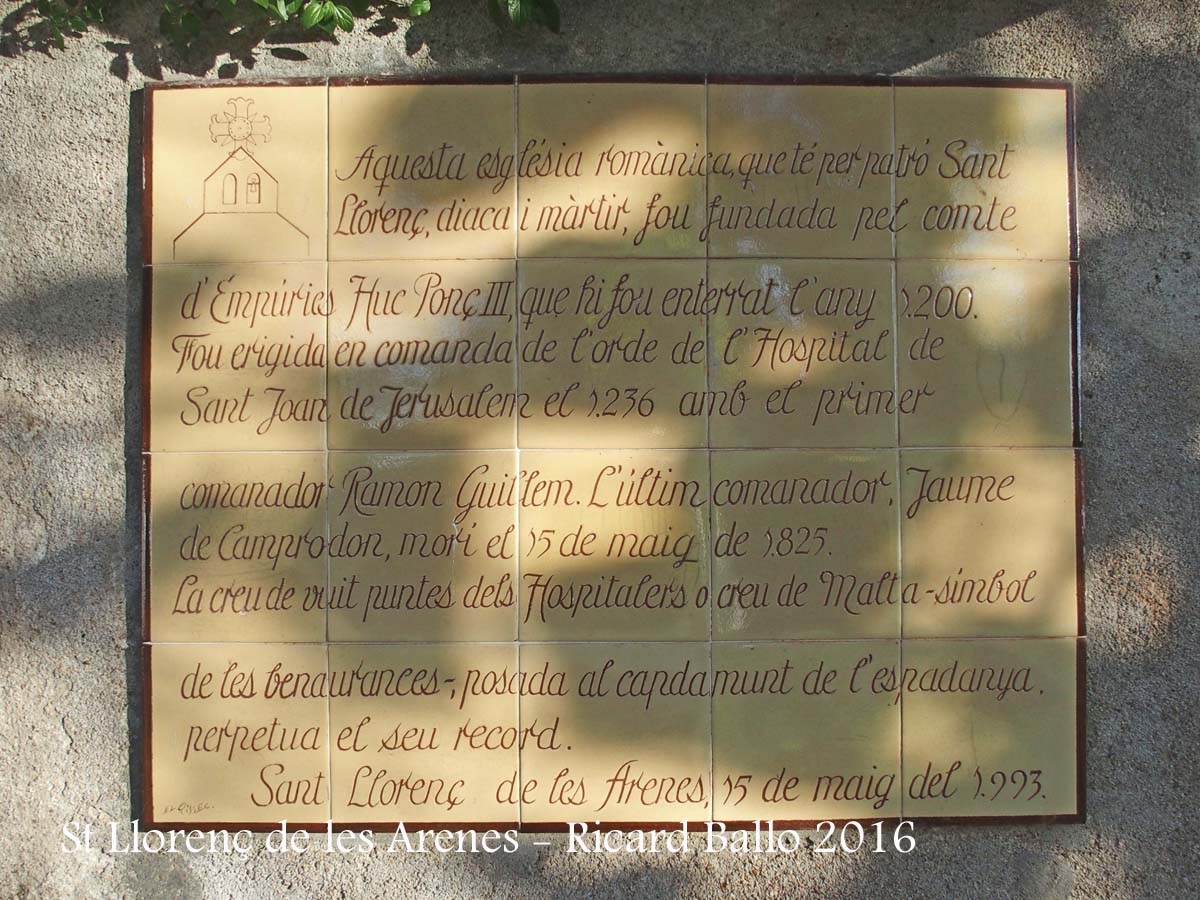 Aquesta església romànica, que té per patró Sant
Llorenç, diaca i màrtir, fou fundada pel comte
d'Émpúries Huc Ponç III, que hi fou enterrat l'any 1.200.
Fou erigida en comanda de l'orde de l'Hospital de
Sant Joan de Jerusalem el 1.236 amb el primer
comanador Ramon Guillem. L'últim comanador, Jaume
de Camprodon, morí el 15 de maig de 1.825.
La creu de vuit puntes dels Hospitalers o creu de Malta-símbol
de les benaurances-, posada al capdamunt de l'espadanya,
perpetua el seu record.
Sant Llorenç de les Arenes, 15 de maig del 1.993.
St Llorenç de les Arenes – Ricard Ballo 2016